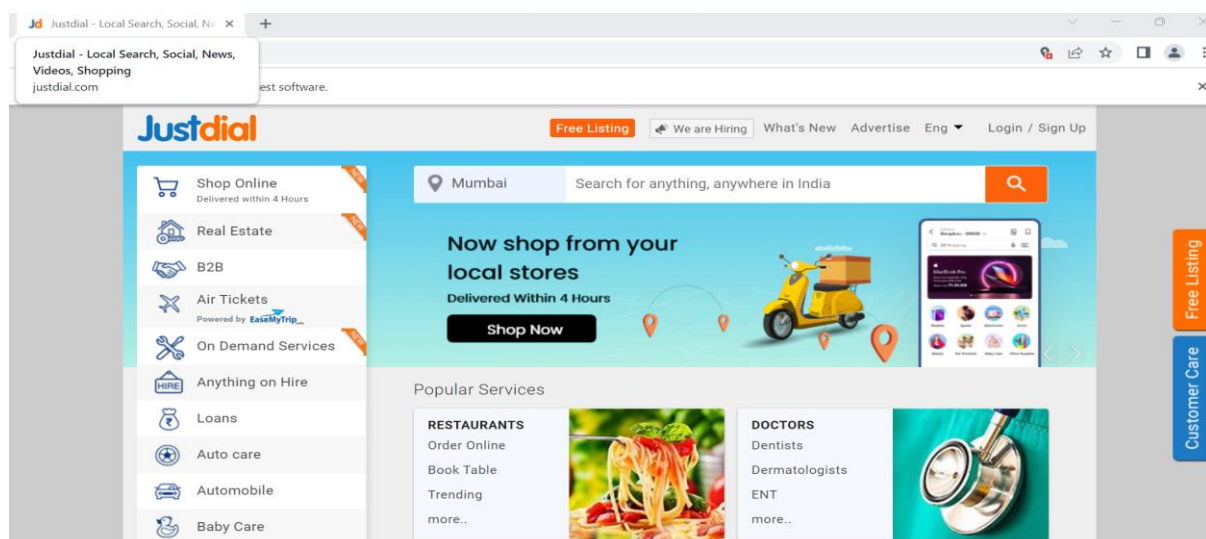 Jd Justdial - Local Search, Social, Ne
Justdial - Local Search, Social, News,
Videos, Shopping
justdial.com
est software.
Justdial
Free Listing
We are Hiring
What's New
Advertise
Eng
Login / Sign Up
Shop Online
Delivered within 4 Hours
NEW
Real Estate
NEW
B2B
Air Tickets
Powered by EaseMyTrip
On Demand Services
NEW
HIRE
Anything on Hire
Loans
Auto care
Automobile
Baby Care
Mumbai
Search for anything, anywhere in India
Now shop from your
local stores
Delivered Within 4 Hours
Shop Now
MacBook Pro
Popular Services
RESTAURANTS
Order Online
Book Table
Trending
more..
DOCTORS
Dentists
Dermatologists
ENT
more..
Free Listing
Customer Care